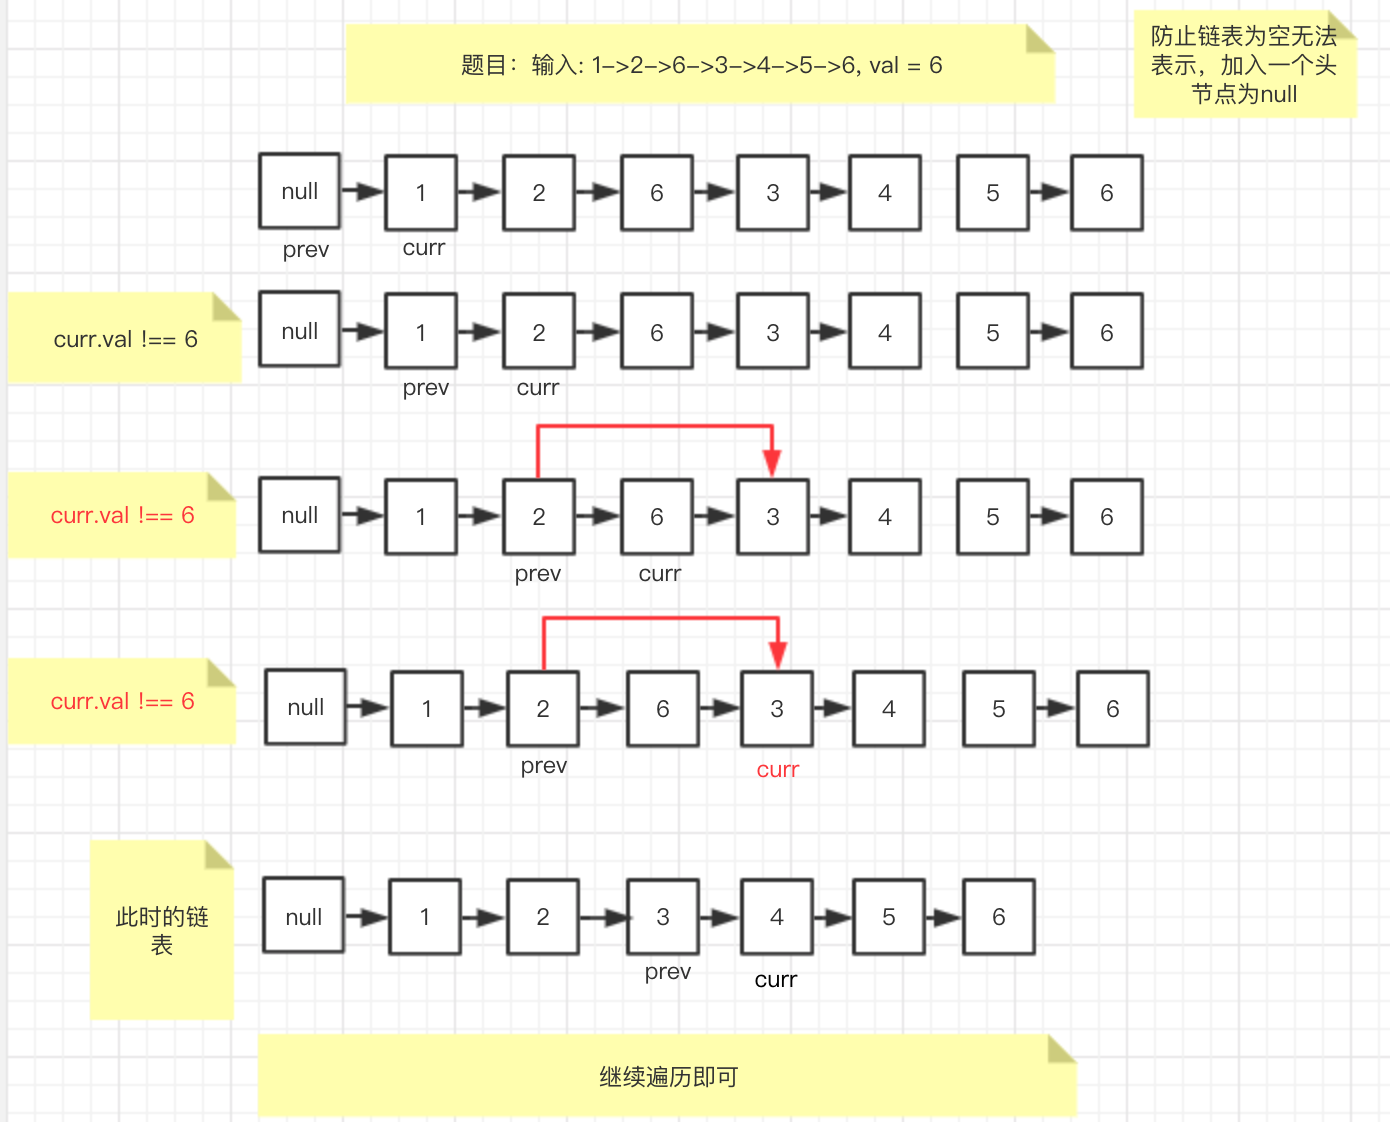 题目：输入: 1->2->6->3->4->5->6, val = 6
防止链表为空无法
表示，加入一个头
节点为null
null 1 2 6 3 4 5 6
prev curr
curr.val !== 6
null 1 2 6 3 4 5 6
prev curr
curr.val !== 6
null 1 2 6 3 4 5 6
prev curr
curr.val !== 6
null 1 2 6 3 4 5 6
prev curr
此时的链
表
null 1 2 3 4 5 6
prev curr
继续遍历即可